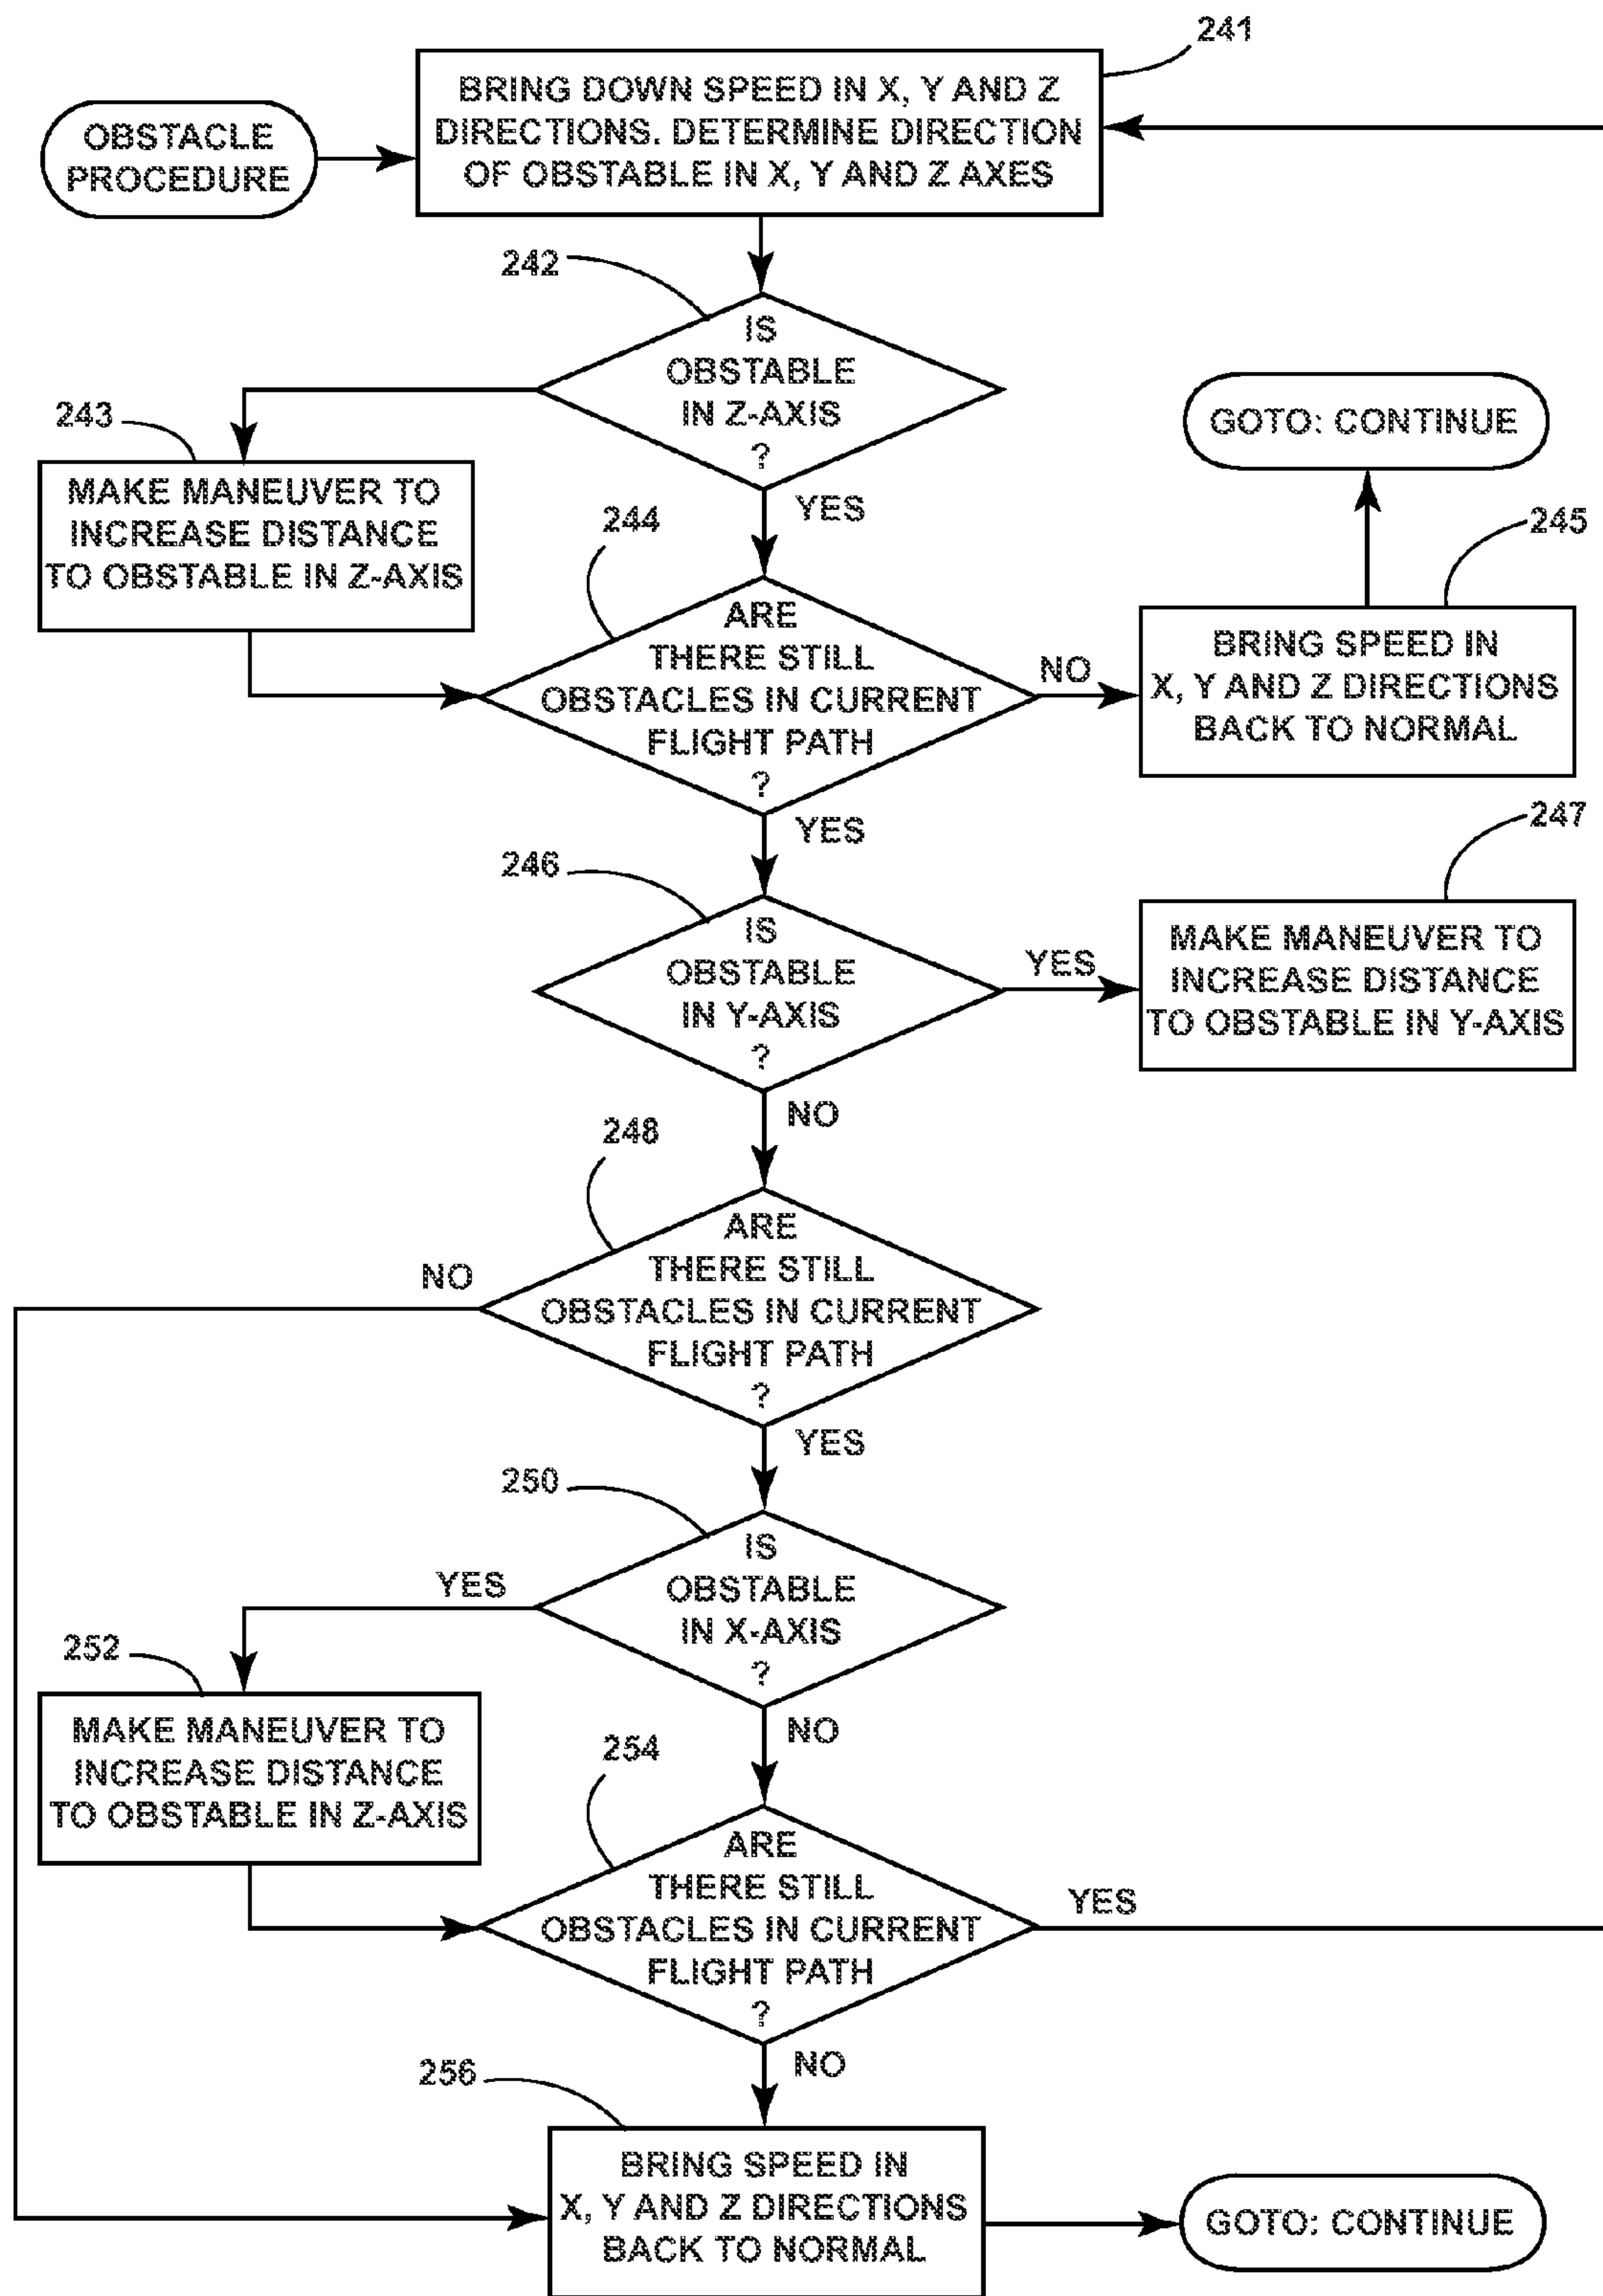 241
OBSTACLE
PROCEDURE
BRING DOWN SPEED IN X, Y AND Z
DIRECTIONS. DETERMINE DIRECTION
OF OBSTABLE IN X, Y AND Z AXES
242
IS
OBSTABLE
IN Z-AXIS
?
243
MAKE MANEUVER TO
INCREASE DISTANCE
TO OBSTABLE IN Z-AXIS
YES
GOTO: CONTINUE
244
ARE
THERE STILL
OBSTACLES IN CURRENT
FLIGHT PATH
?
NO
245
BRING SPEED IN
X, Y AND Z DIRECTIONS
BACK TO NORMAL
YES
246
IS
OBSTABLE
IN Y-AXIS
?
YES
247
MAKE MANEUVER TO
INCREASE DISTANCE
TO OBSTABLE IN Y-AXIS
NO
248
ARE
THERE STILL
OBSTACLES IN CURRENT
FLIGHT PATH
?
NO
YES
250
IS
OBSTABLE
IN X-AXIS
?
YES
252
MAKE MANEUVER TO
INCREASE DISTANCE
TO OBSTABLE IN Z-AXIS
NO
254
ARE
THERE STILL
OBSTACLES IN CURRENT
FLIGHT PATH
?
YES
NO
256
BRING SPEED IN
X, Y AND Z DIRECTIONS
BACK TO NORMAL
GOTO: CONTINUE